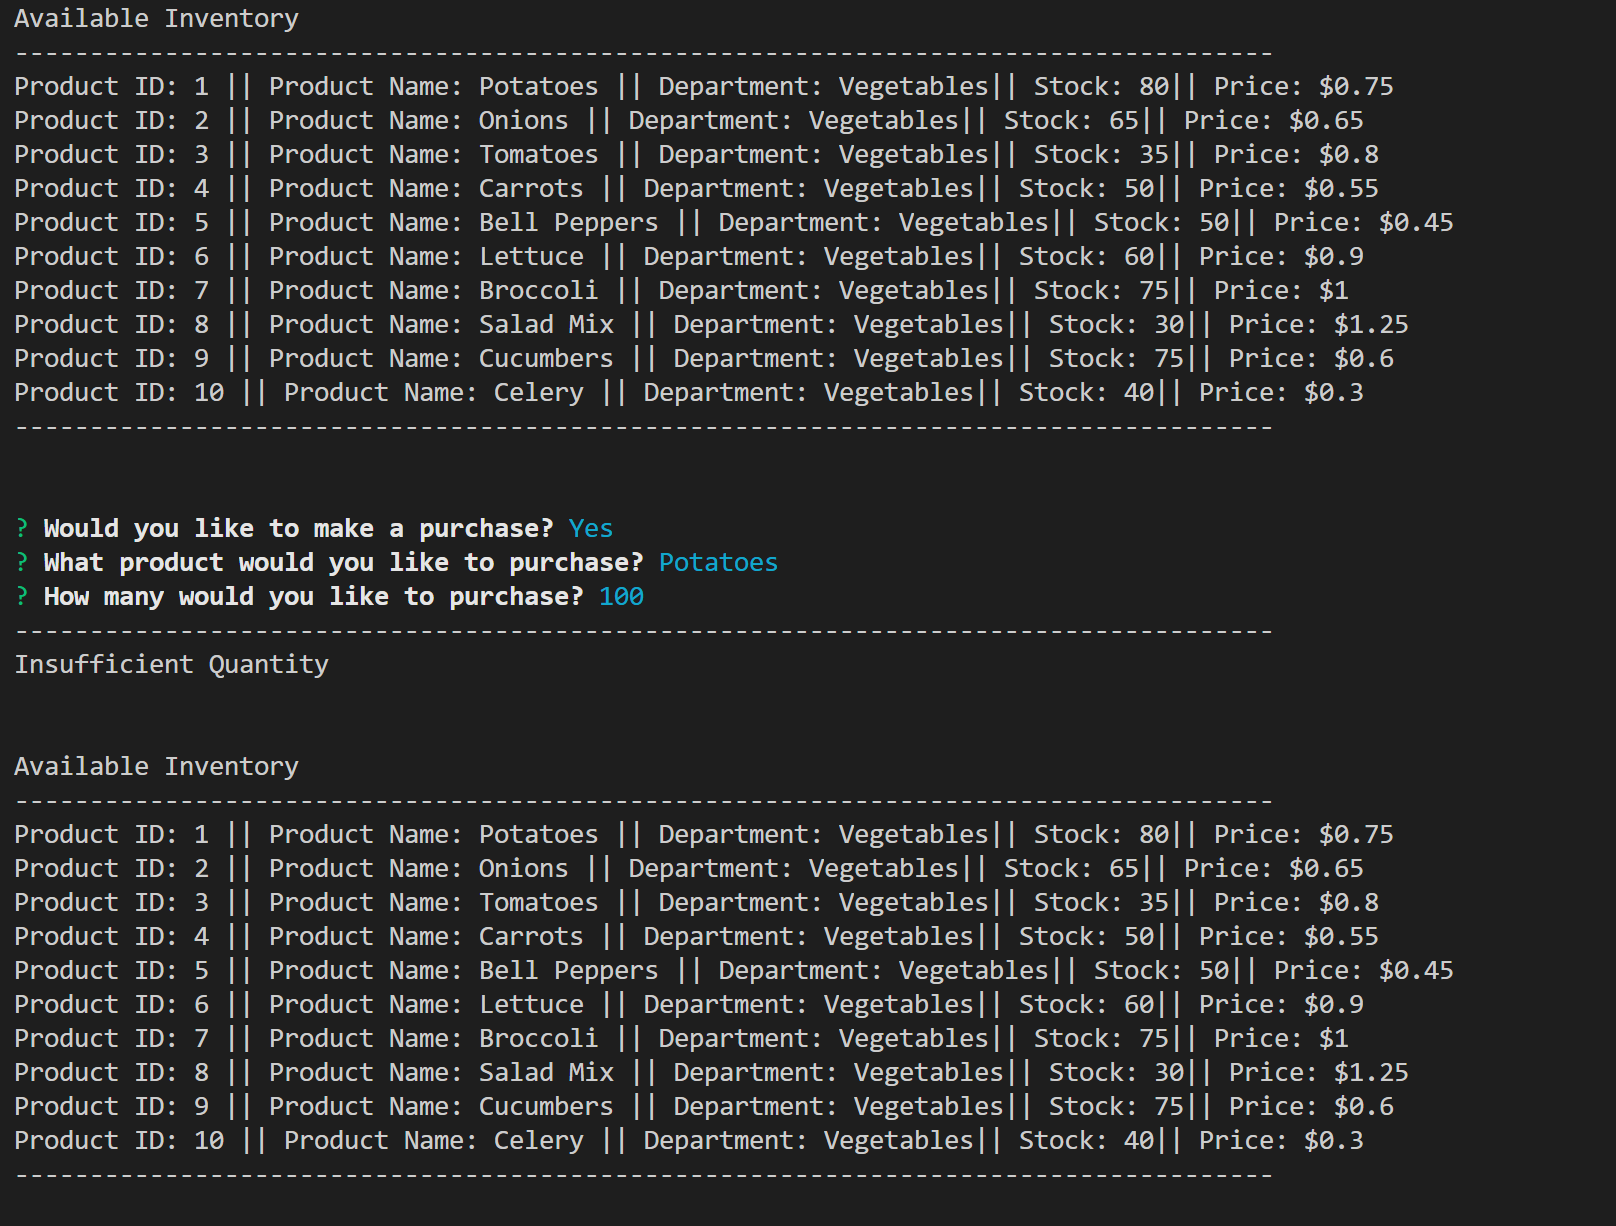 Available Inventory
------------------------------------------------------------------------------------
Product ID: 1 || Product Name: Potatoes || Department: Vegetables|| Stock: 80|| Price: $0.75
Product ID: 2 || Product Name: Onions || Department: Vegetables|| Stock: 65|| Price: $0.65
Product ID: 3 || Product Name: Tomatoes || Department: Vegetables|| Stock: 35|| Price: $0.8
Product ID: 4 || Product Name: Carrots || Department: Vegetables|| Stock: 50|| Price: $0.55
Product ID: 5 || Product Name: Bell Peppers || Department: Vegetables|| Stock: 50|| Price: $0.45
Product ID: 6 || Product Name: Lettuce || Department: Vegetables|| Stock: 60|| Price: $0.9
Product ID: 7 || Product Name: Broccoli || Department: Vegetables|| Stock: 75|| Price: $1
Product ID: 8 || Product Name: Salad Mix || Department: Vegetables|| Stock: 30|| Price: $1.25
Product ID: 9 || Product Name: Cucumbers || Department: Vegetables|| Stock: 75|| Price: $0.6
Product ID: 10 || Product Name: Celery || Department: Vegetables|| Stock: 40|| Price: $0.3
------------------------------------------------------------------------------------
? Would you like to make a purchase? Yes
? What product would you like to purchase? Potatoes
? How many would you like to purchase? 100
------------------------------------------------------------------------------------
Insufficient Quantity
Available Inventory
------------------------------------------------------------------------------------
Product ID: 1 || Product Name: Potatoes || Department: Vegetables|| Stock: 80|| Price: $0.75
Product ID: 2 || Product Name: Onions || Department: Vegetables|| Stock: 65|| Price: $0.65
Product ID: 3 || Product Name: Tomatoes || Department: Vegetables|| Stock: 35|| Price: $0.8
Product ID: 4 || Product Name: Carrots || Department: Vegetables|| Stock: 50|| Price: $0.55
Product ID: 5 || Product Name: Bell Peppers || Department: Vegetables|| Stock: 50|| Price: $0.45
Product ID: 6 || Product Name: Lettuce || Department: Vegetables|| Stock: 60|| Price: $0.9
Product ID: 7 || Product Name: Broccoli || Department: Vegetables|| Stock: 75|| Price: $1
Product ID: 8 || Product Name: Salad Mix || Department: Vegetables|| Stock: 30|| Price: $1.25
Product ID: 9 || Product Name: Cucumbers || Department: Vegetables|| Stock: 75|| Price: $0.6
Product ID: 10 || Product Name: Celery || Department: Vegetables|| Stock: 40|| Price: $0.3
------------------------------------------------------------------------------------